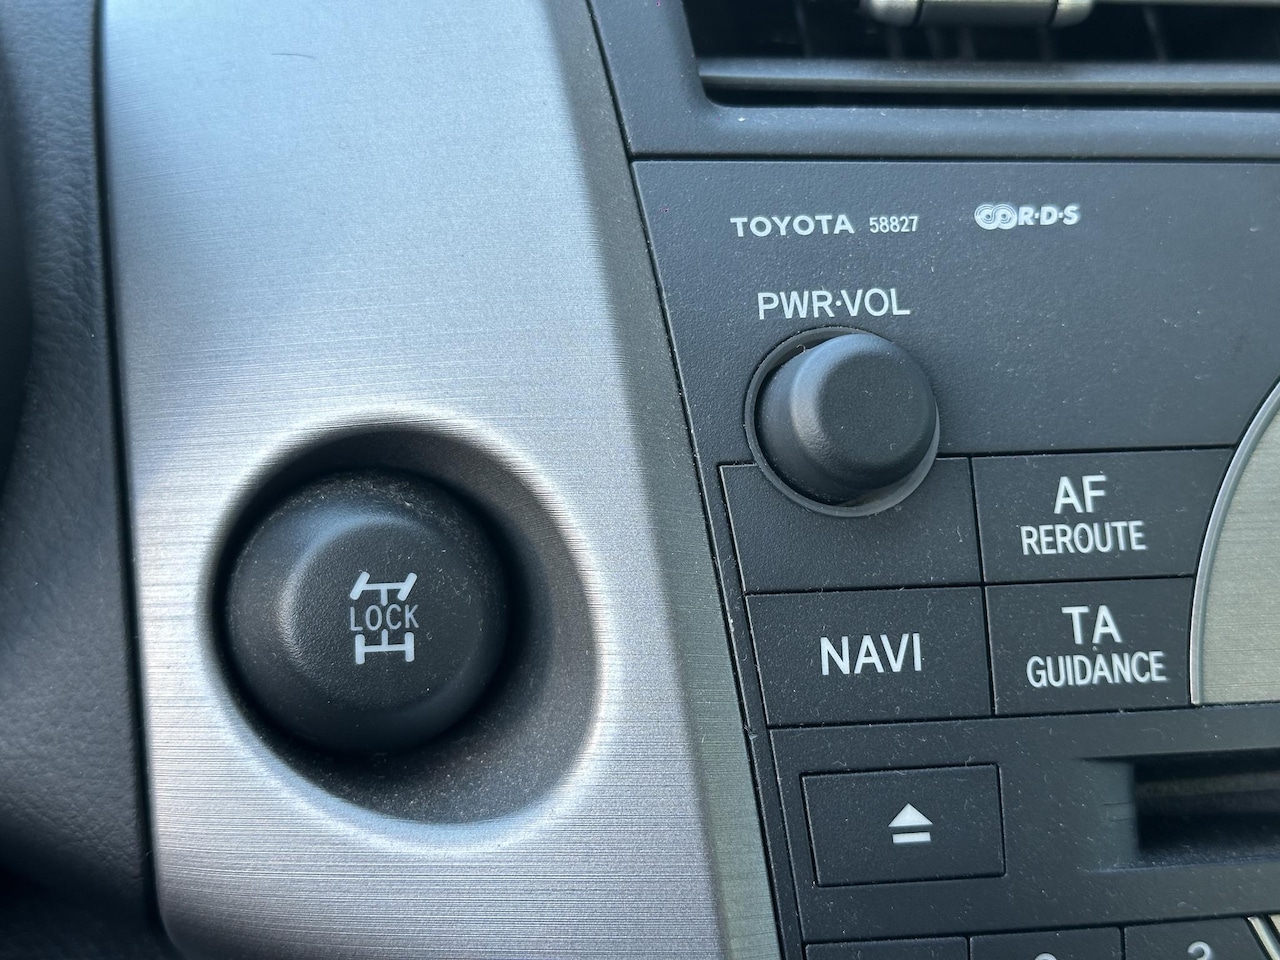 TOYOTA 58827
R·D·S
PWR·VOL
AF
REROUTE
LOCK
NAVI
TA
GUIDANCE